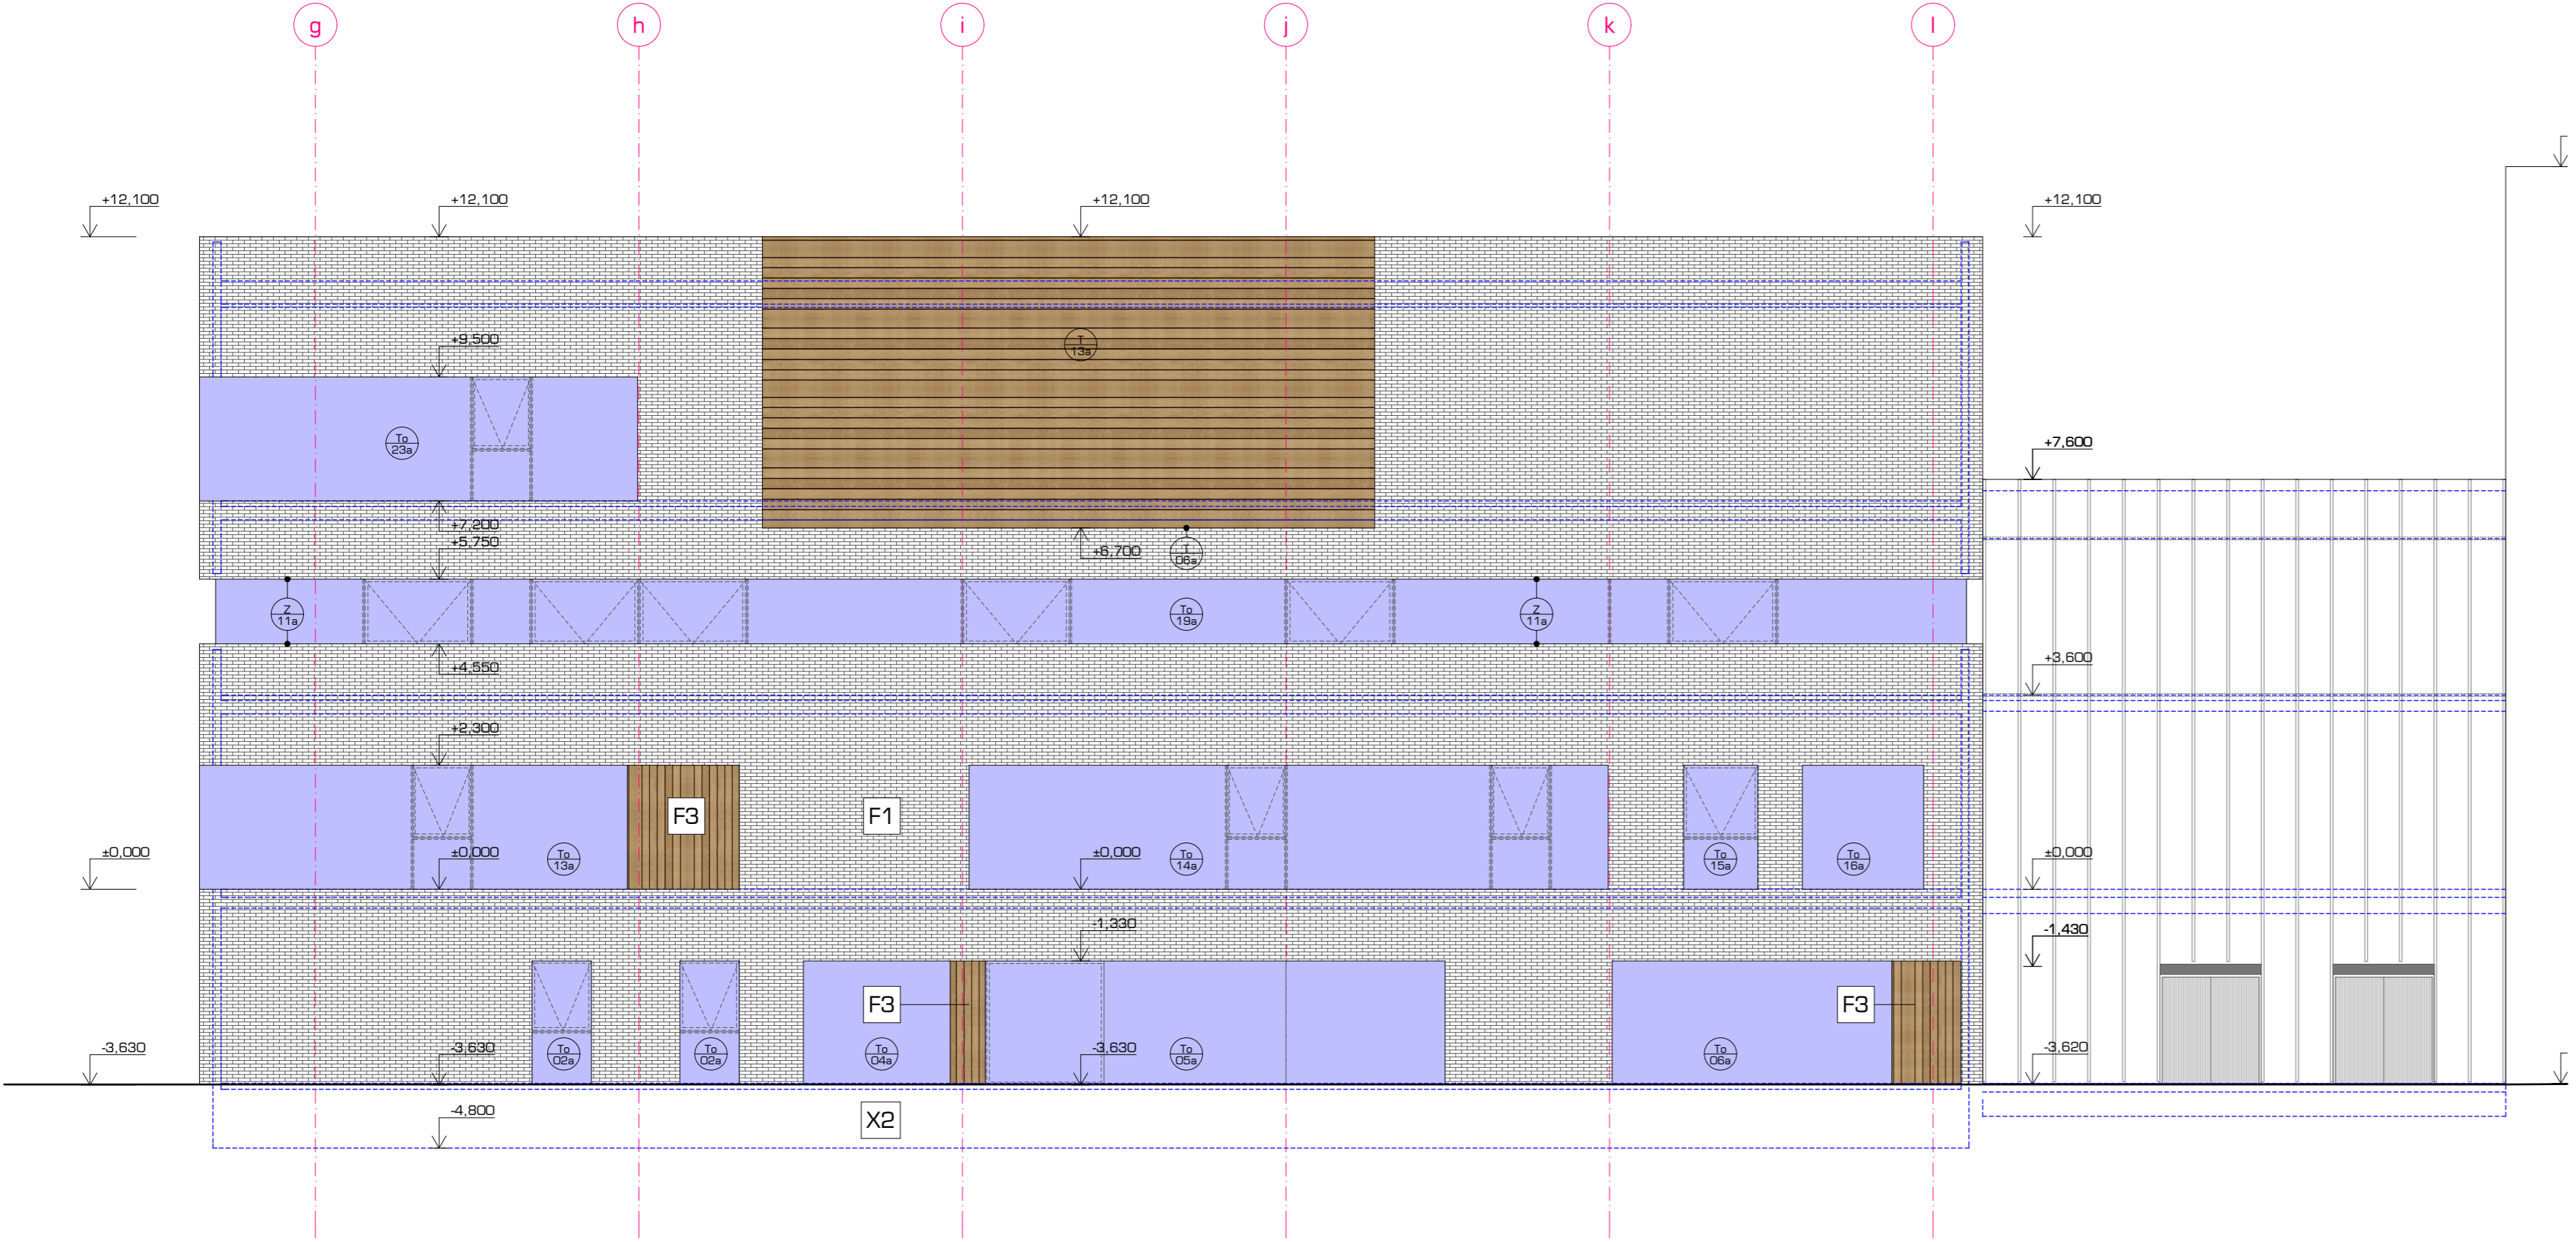 g h i j k l
+12,100 +12,100 +12,100 +12,100
T
13a
+9,500
To
23a
+7,600
+7,200
+5,750
+6,700
T
06a
Z
11a
To
19a
Z
11a
+4,550
+3,600
+2,300
F3 F1
±0,000 ±0,000 ±0,000 ±0,000
To
13a
To
14a
To
15a
To
16a
-1,330
-1,430
F3 F3
-3,630 -3,630 -3,630 -3,620
To
02a
To
02a
To
04a
To
05a
To
06a
-4,800
X2